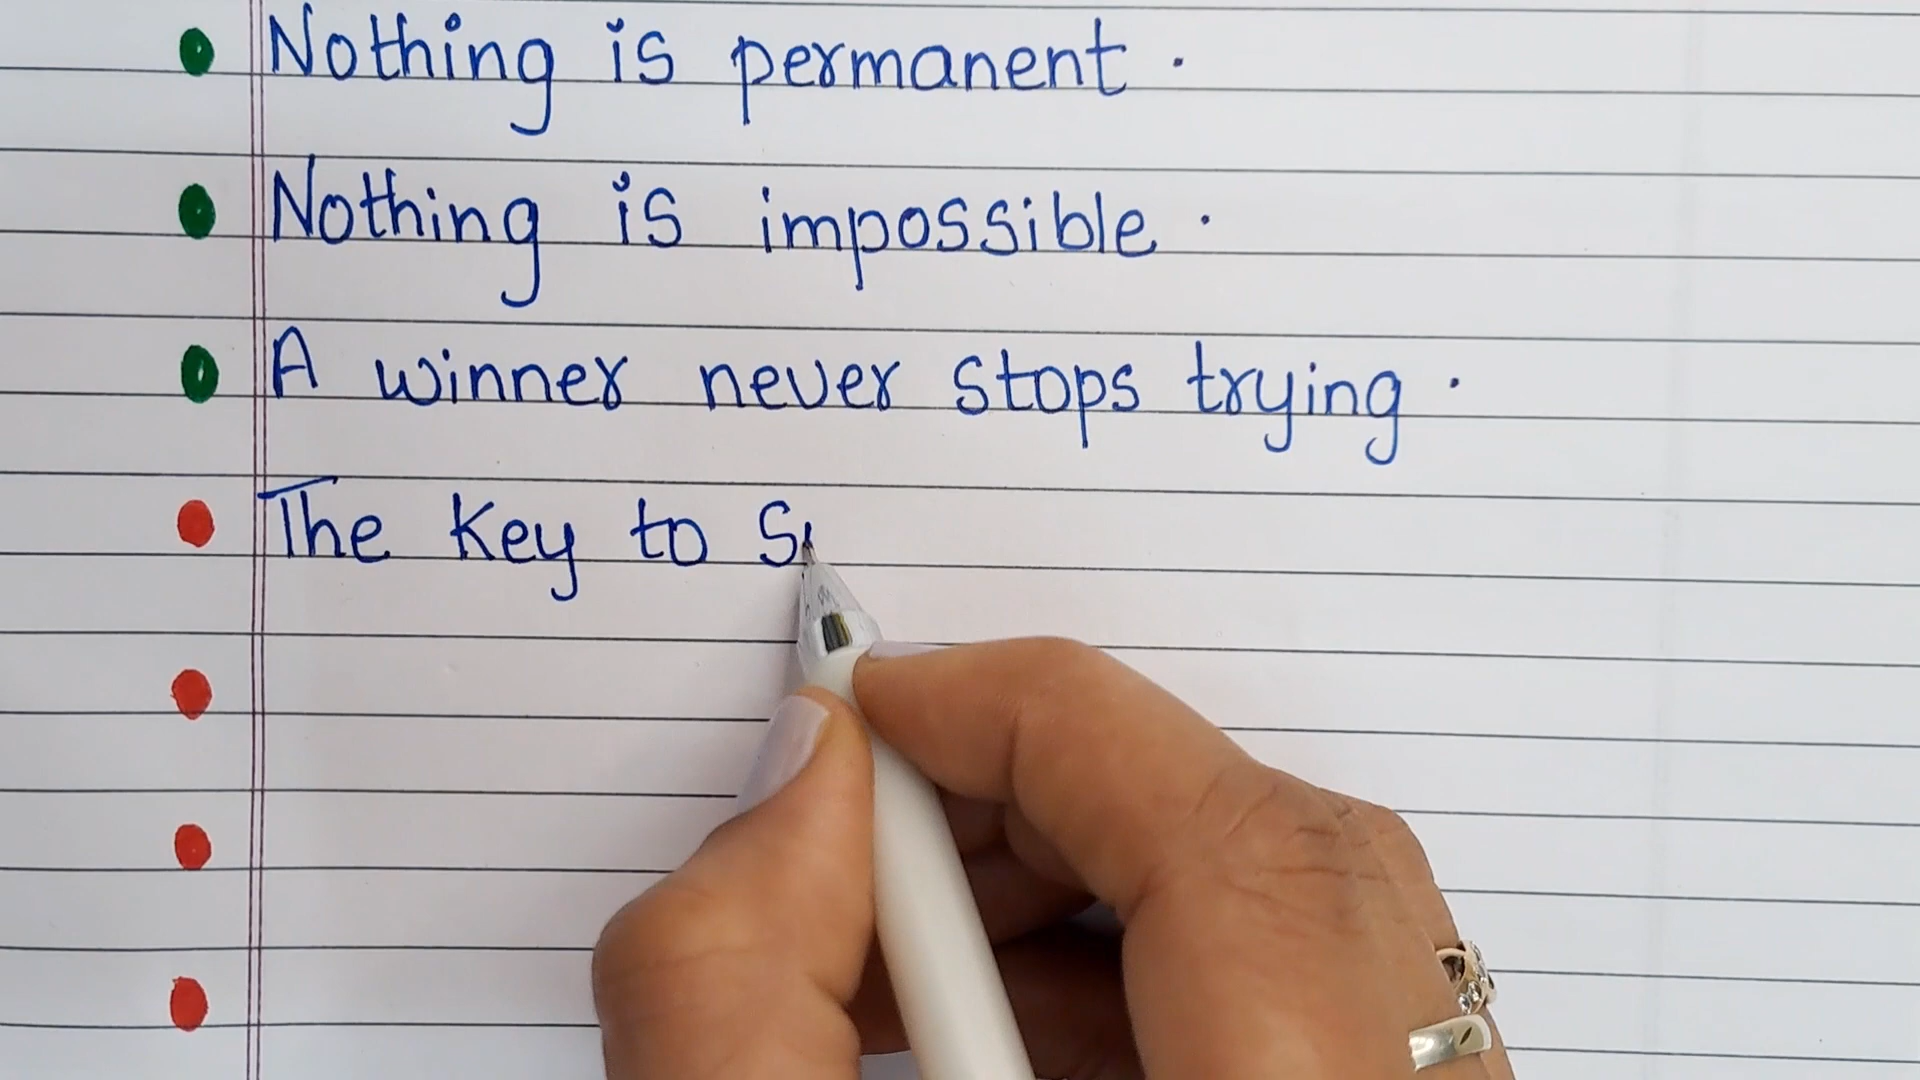 Nothing is permanent.
Nothing is impossible.
A winner never stops trying.
The Key to S